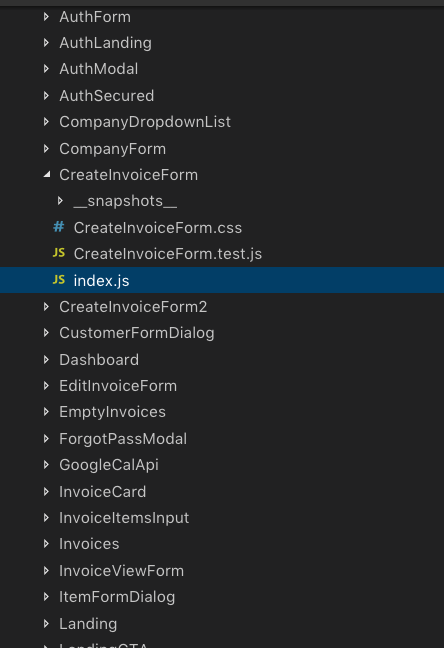 AuthForm
AuthLanding
AuthModal
AuthSecured
CompanyDropdownList
CompanyForm
CreateInvoiceForm
__snapshots__
# CreateInvoiceForm.css
JS CreateInvoiceForm.test.js
JS index.js
CreateInvoiceForm2
CustomerFormDialog
Dashboard
EditInvoiceForm
EmptyInvoices
ForgotPassModal
GoogleCalApi
InvoiceCard
InvoiceItemsInput
Invoices
InvoiceViewForm
ItemFormDialog
Landing
LandingCTA